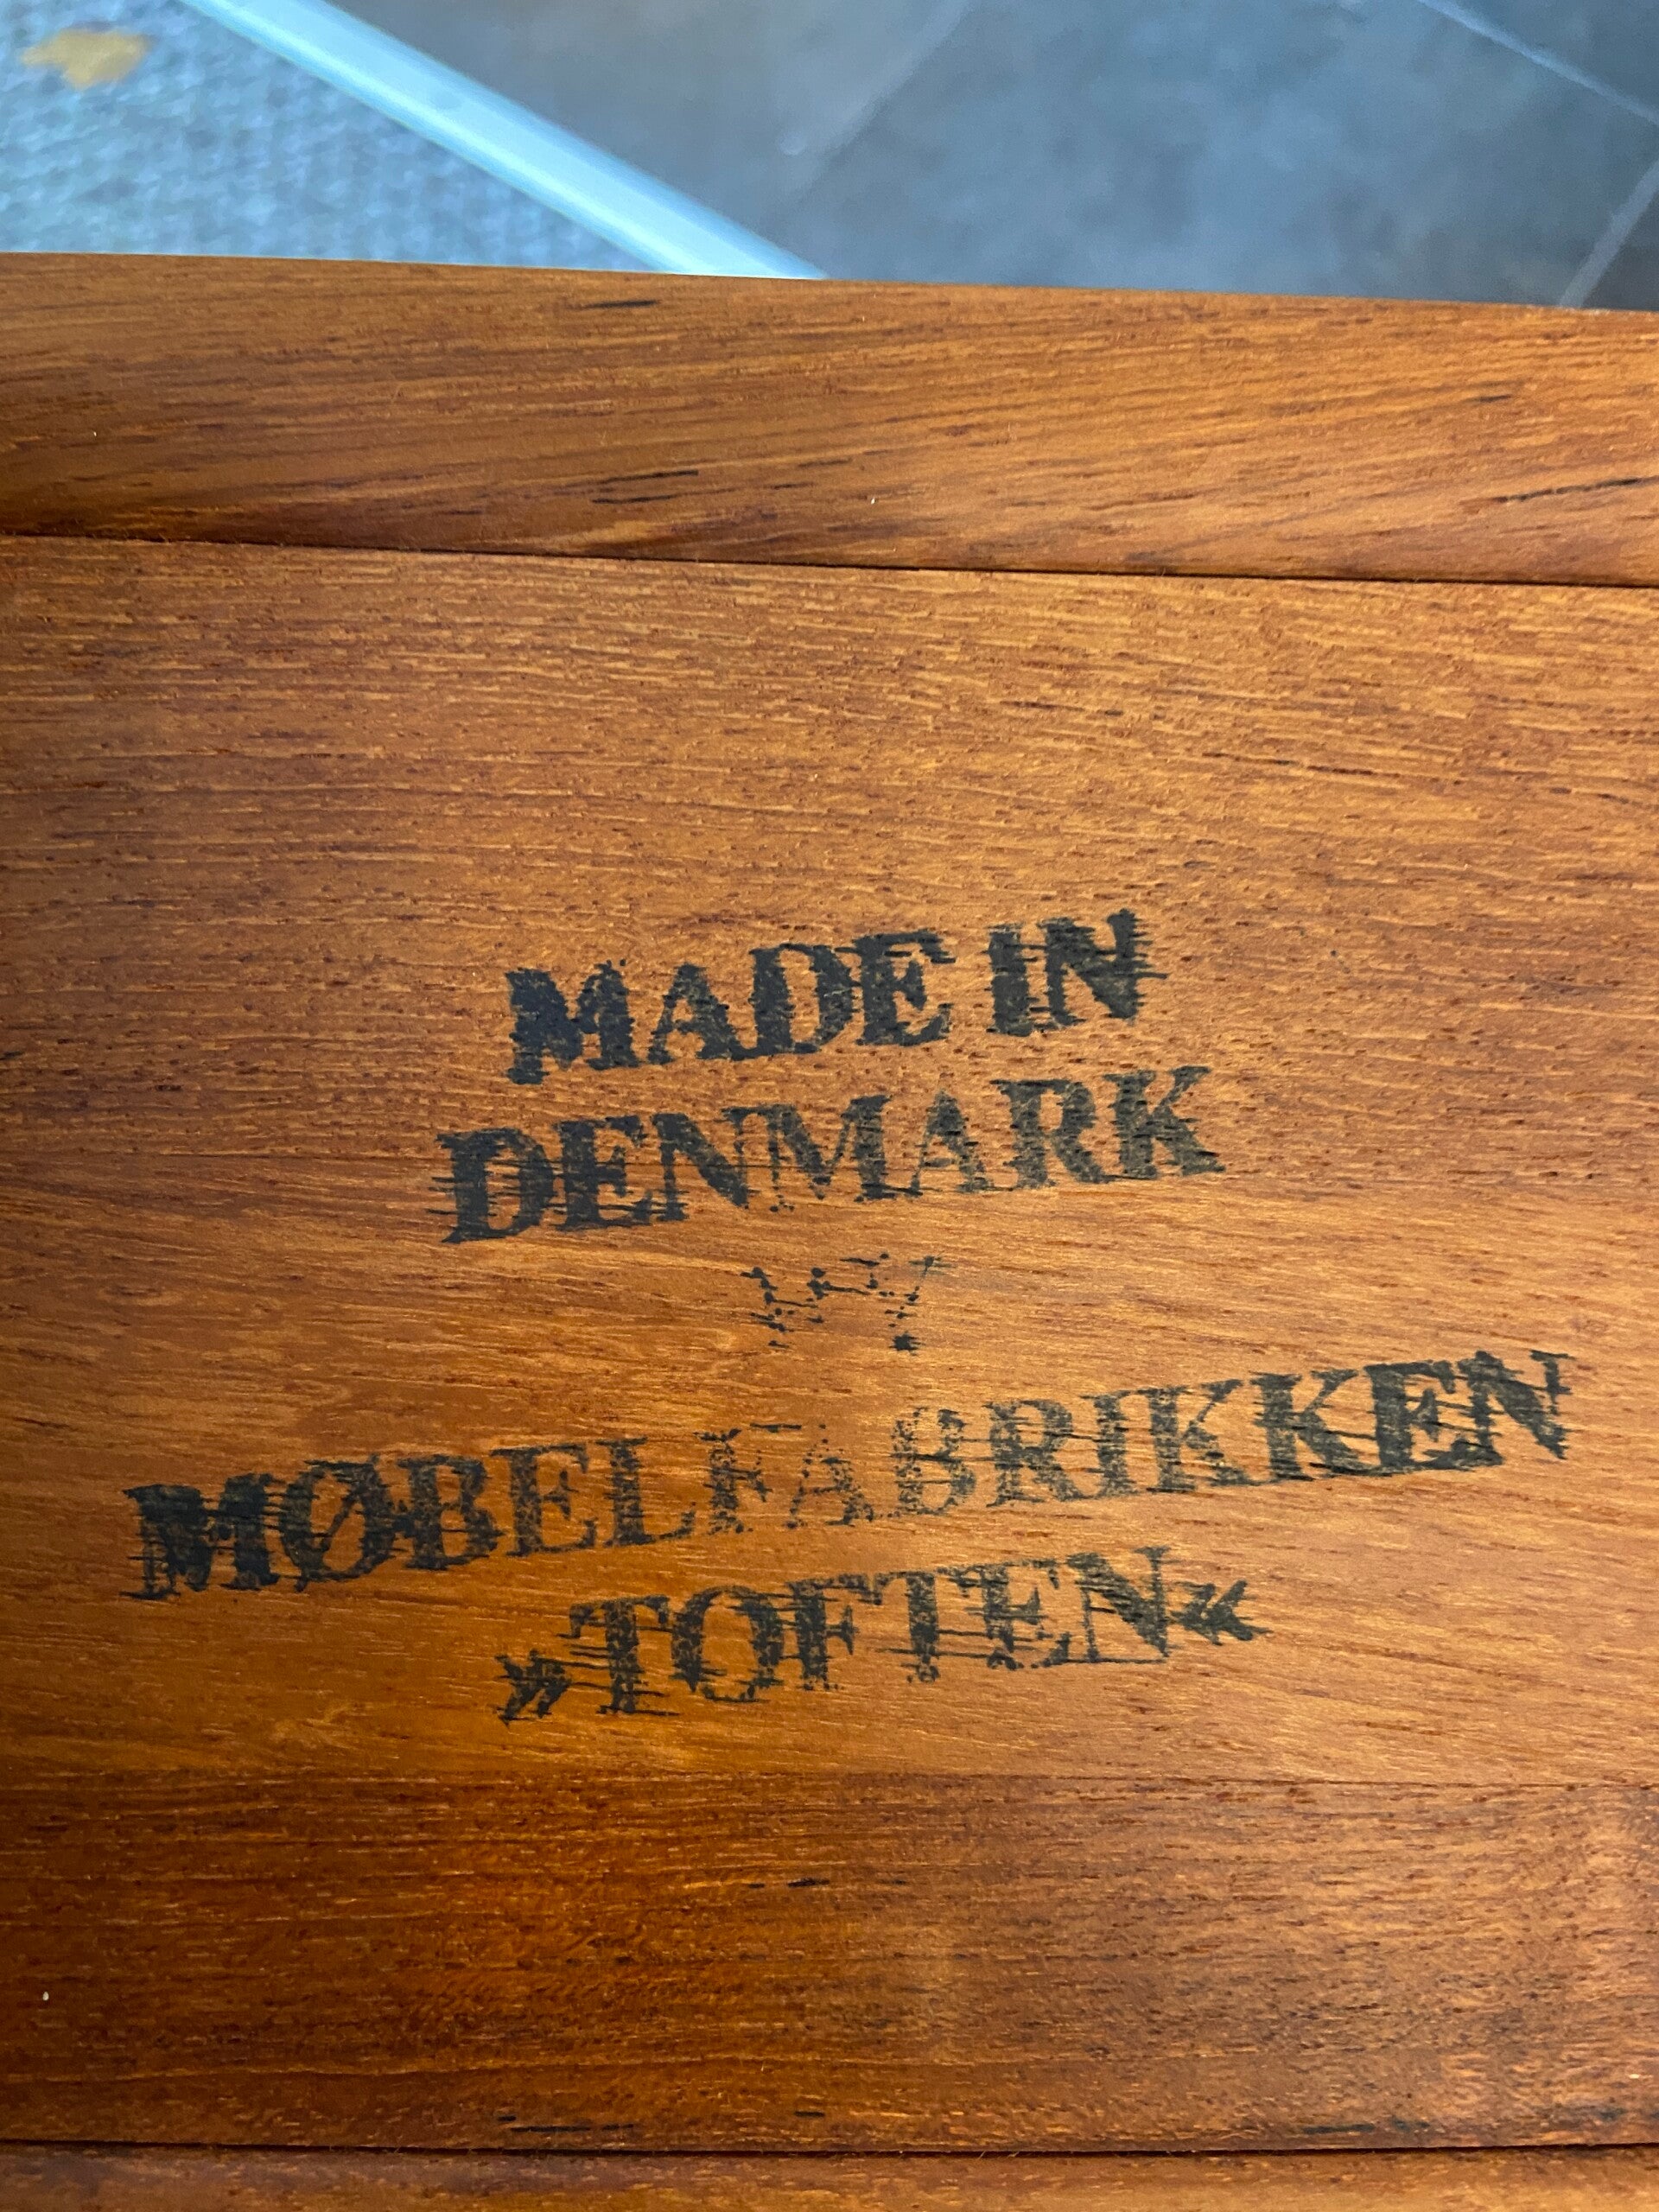 MADE IN
DENMARK
MØBELFABRIKKEN
»TOFTEN«